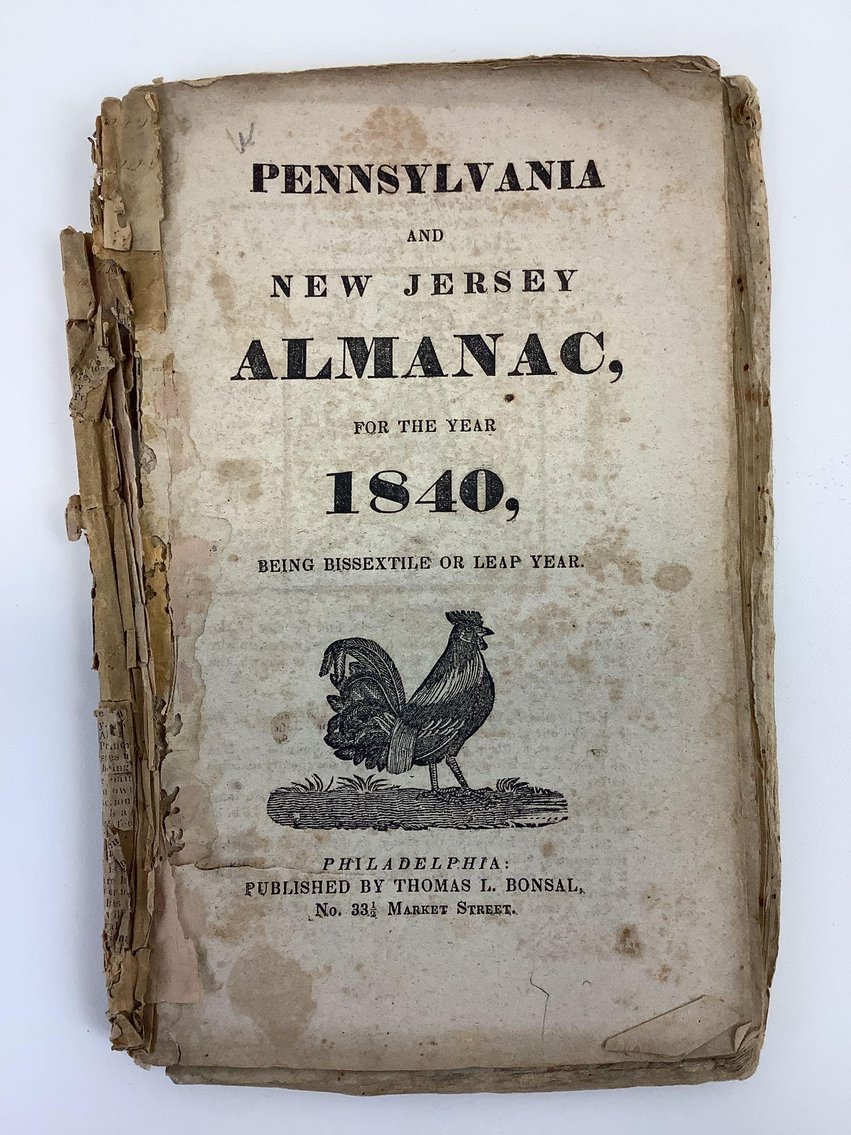 PENNSYLVANIA
AND
NEW JERSEY
ALMANAC,
FOR THE YEAR
1840,
BEING BISSEXTILE OR LEAP YEAR.
PHILADELPHIA:
PUBLISHED BY THOMAS L. BONSAL,
No. 33½ MARKET STREET.